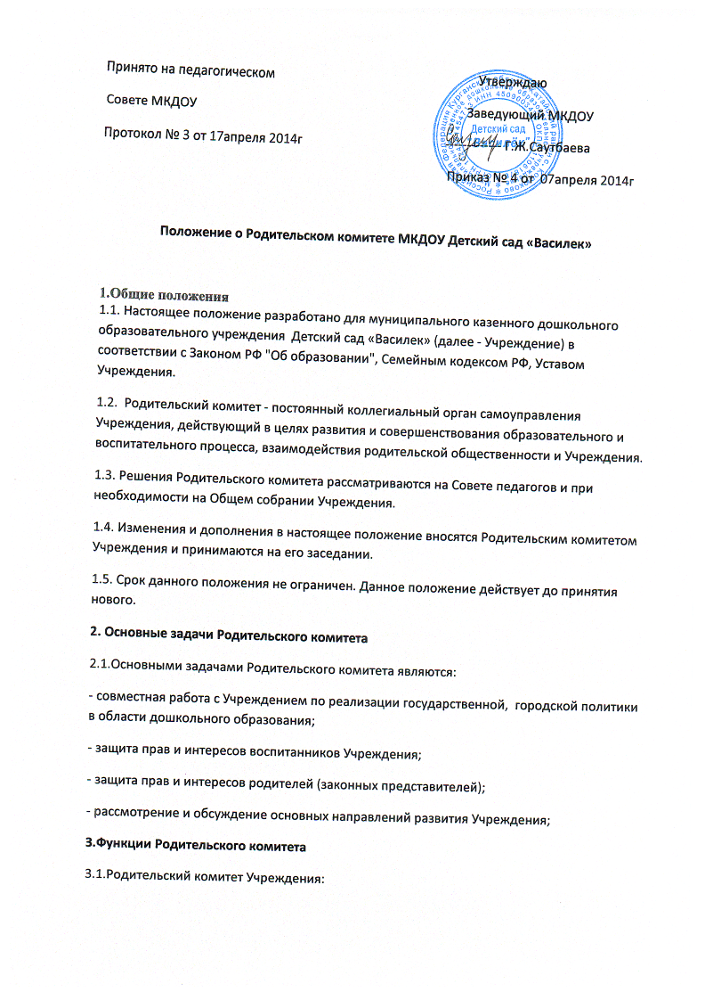 Принято на педагогическом
Совете МКДОУ
Протокол № 3 от 17апреля 2014г
Утверждаю
Заведующий МКДОУ
Г.Ж.Саутбаева
Приказ № 4 от 07апреля 2014г
Детский сад
Положение о Родительском комитете МКДОУ Детский сад «Василек»
1.Общие положения
1.1. Настоящее положение разработано для муниципального казенного дошкольного
образовательного учреждения Детский сад «Василек» (далее - Учреждение) в
соответствии с Законом РФ "Об образовании", Семейным кодексом РФ, Уставом
Учреждения.
1.2. Родительский комитет - постоянный коллегиальный орган самоуправления
Учреждения, действующий в целях развития и совершенствования образовательного и
воспитательного процесса, взаимодействия родительской общественности и Учреждения.
1.3. Решения Родительского комитета рассматриваются на Совете педагогов и при
необходимости на Общем собрании Учреждения.
1.4. Изменения и дополнения в настоящее положение вносятся Родительским комитетом
Учреждения и принимаются на его заседании.
1.5. Срок данного положения не ограничен. Данное положение действует до принятия
нового.
2. Основные задачи Родительского комитета
2.1.Основными задачами Родительского комитета являются:
- совместная работа с Учреждением по реализации государственной, городской политики
в области дошкольного образования;
- защита прав и интересов воспитанников Учреждения;
- защита прав и интересов родителей (законных представителей);
- рассмотрение и обсуждение основных направлений развития Учреждения;
3.Функции Родительского комитета
3.1.Родительский комитет Учреждения: